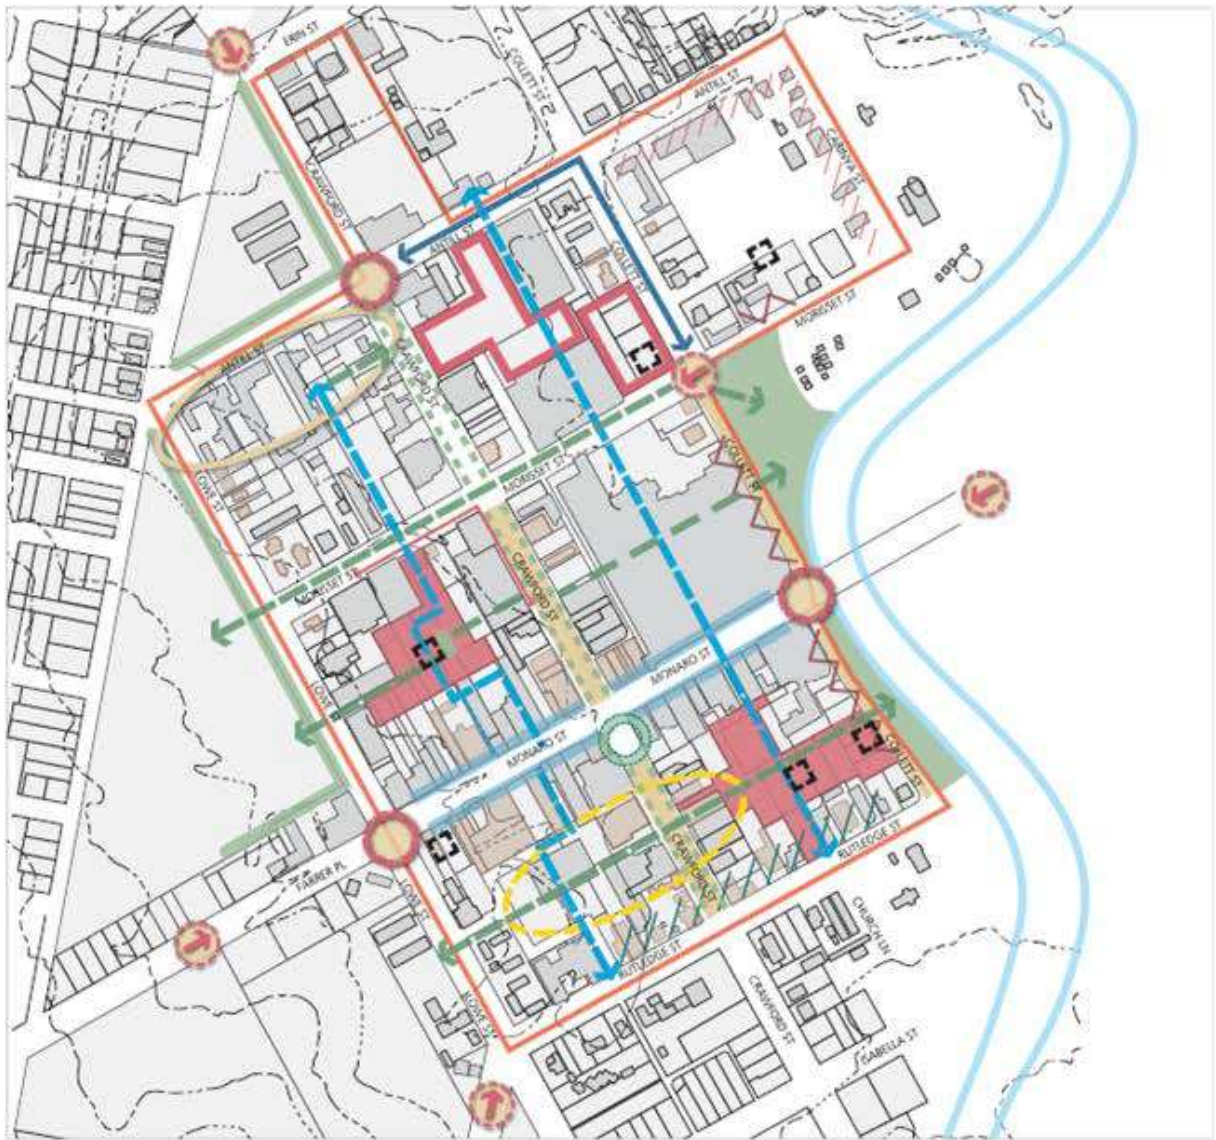 ERIN ST
COLLETT ST
ANTILL ST
CRAWFORD ST
CARINYA ST
ANTILL ST
COLLETT ST
MORISSET ST
ANTILL ST
CRAWFORD ST
COLLETT ST
LOWE ST
MORISSET ST
CRAWFORD ST
MORISSET ST
MONARO ST
LOWE
MONARO ST
COLLETT ST
CRAWFORD ST
RUTLEDGE ST
FARRER PL
LOWE ST
CHURCH LN
RUTLEDGE ST
CRAWFORD ST
LOWE ST
ISABELLA ST